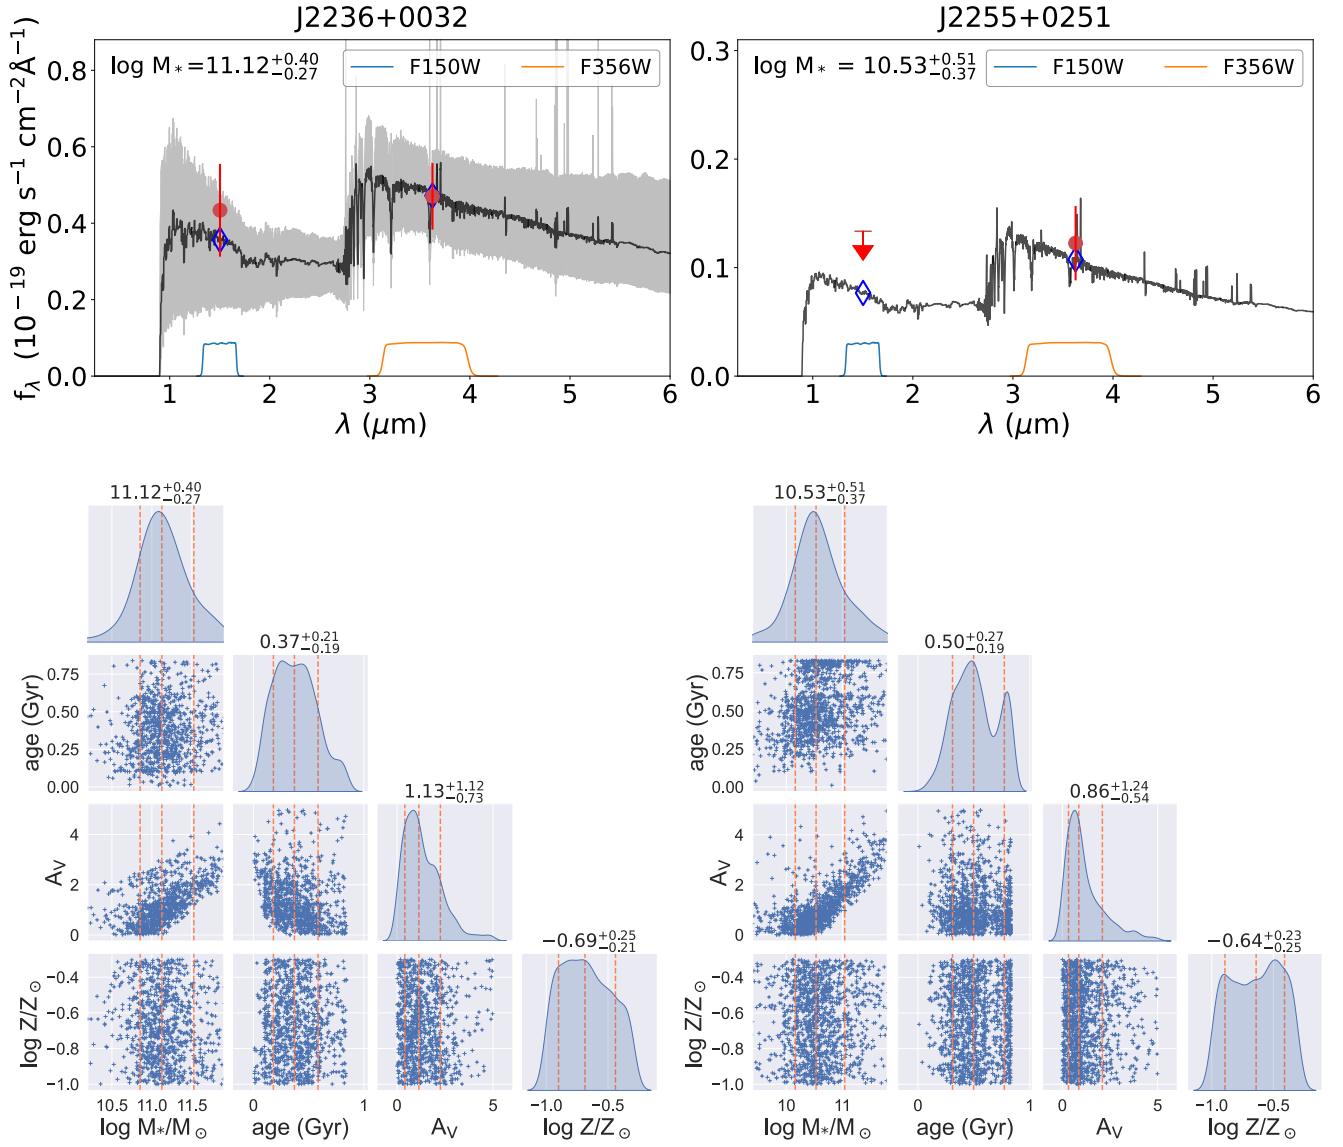 J2236+0032
J2255+0251
log M* =11.12 +0.40 −0.27
F150W
F356W
log M* = 10.53 +0.51 −0.37
F150W
F356W
f_λ (10−19 erg s−1 cm−2 Å−1)
0.8
0.6
0.4
0.2
0.0
1 2 3 4 5 6
λ (μm)
0.3
0.2
0.1
0.0
1 2 3 4 5 6
λ (μm)
11.12 +0.40 −0.27
0.37 +0.21 −0.19
1.13 +1.12 −0.73
−0.69 +0.25 −0.21
age (Gyr)
0.75
0.50
0.25
0.00
A_V
4
2
0
log Z/Z⊙
−0.4
−0.6
−0.8
−1.0
10.5 11.0 11.5
0 1
0 5
−1.0 −0.5
log M*/M⊙
age (Gyr)
A_V
log Z/Z⊙
10.53 +0.51 −0.37
0.50 +0.27 −0.19
0.86 +1.24 −0.54
−0.64 +0.23 −0.25
age (Gyr)
0.75
0.50
0.25
0.00
A_V
4
2
0
log Z/Z⊙
−0.4
−0.6
−0.8
−1.0
10 11
0 1
0 5
−1.0 −0.5
log M*/M⊙
age (Gyr)
A_V
log Z/Z⊙